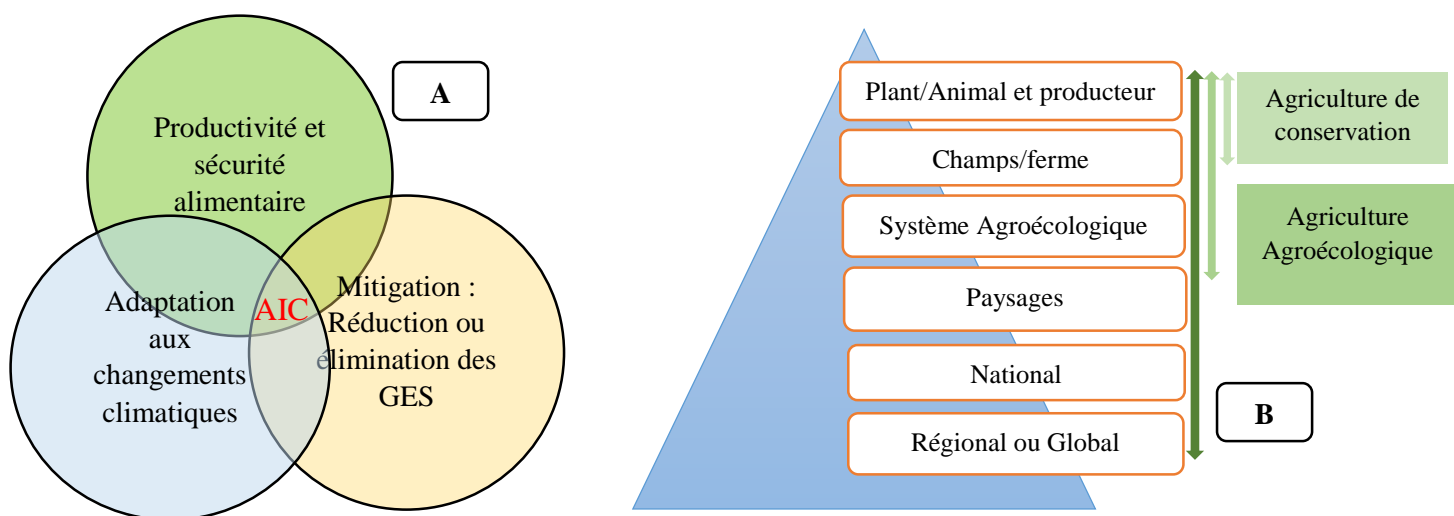 A
Productivité et
sécurité
alimentaire
Adaptation
aux
changements
climatiques
AIC
Mitigation :
Réduction ou
élimination des
GES
Plant/Animal et producteur
Champs/ferme
Système Agroécologique
Paysages
National
Régional ou Global
Agriculture de
conservation
Agriculture
Agroécologique
B